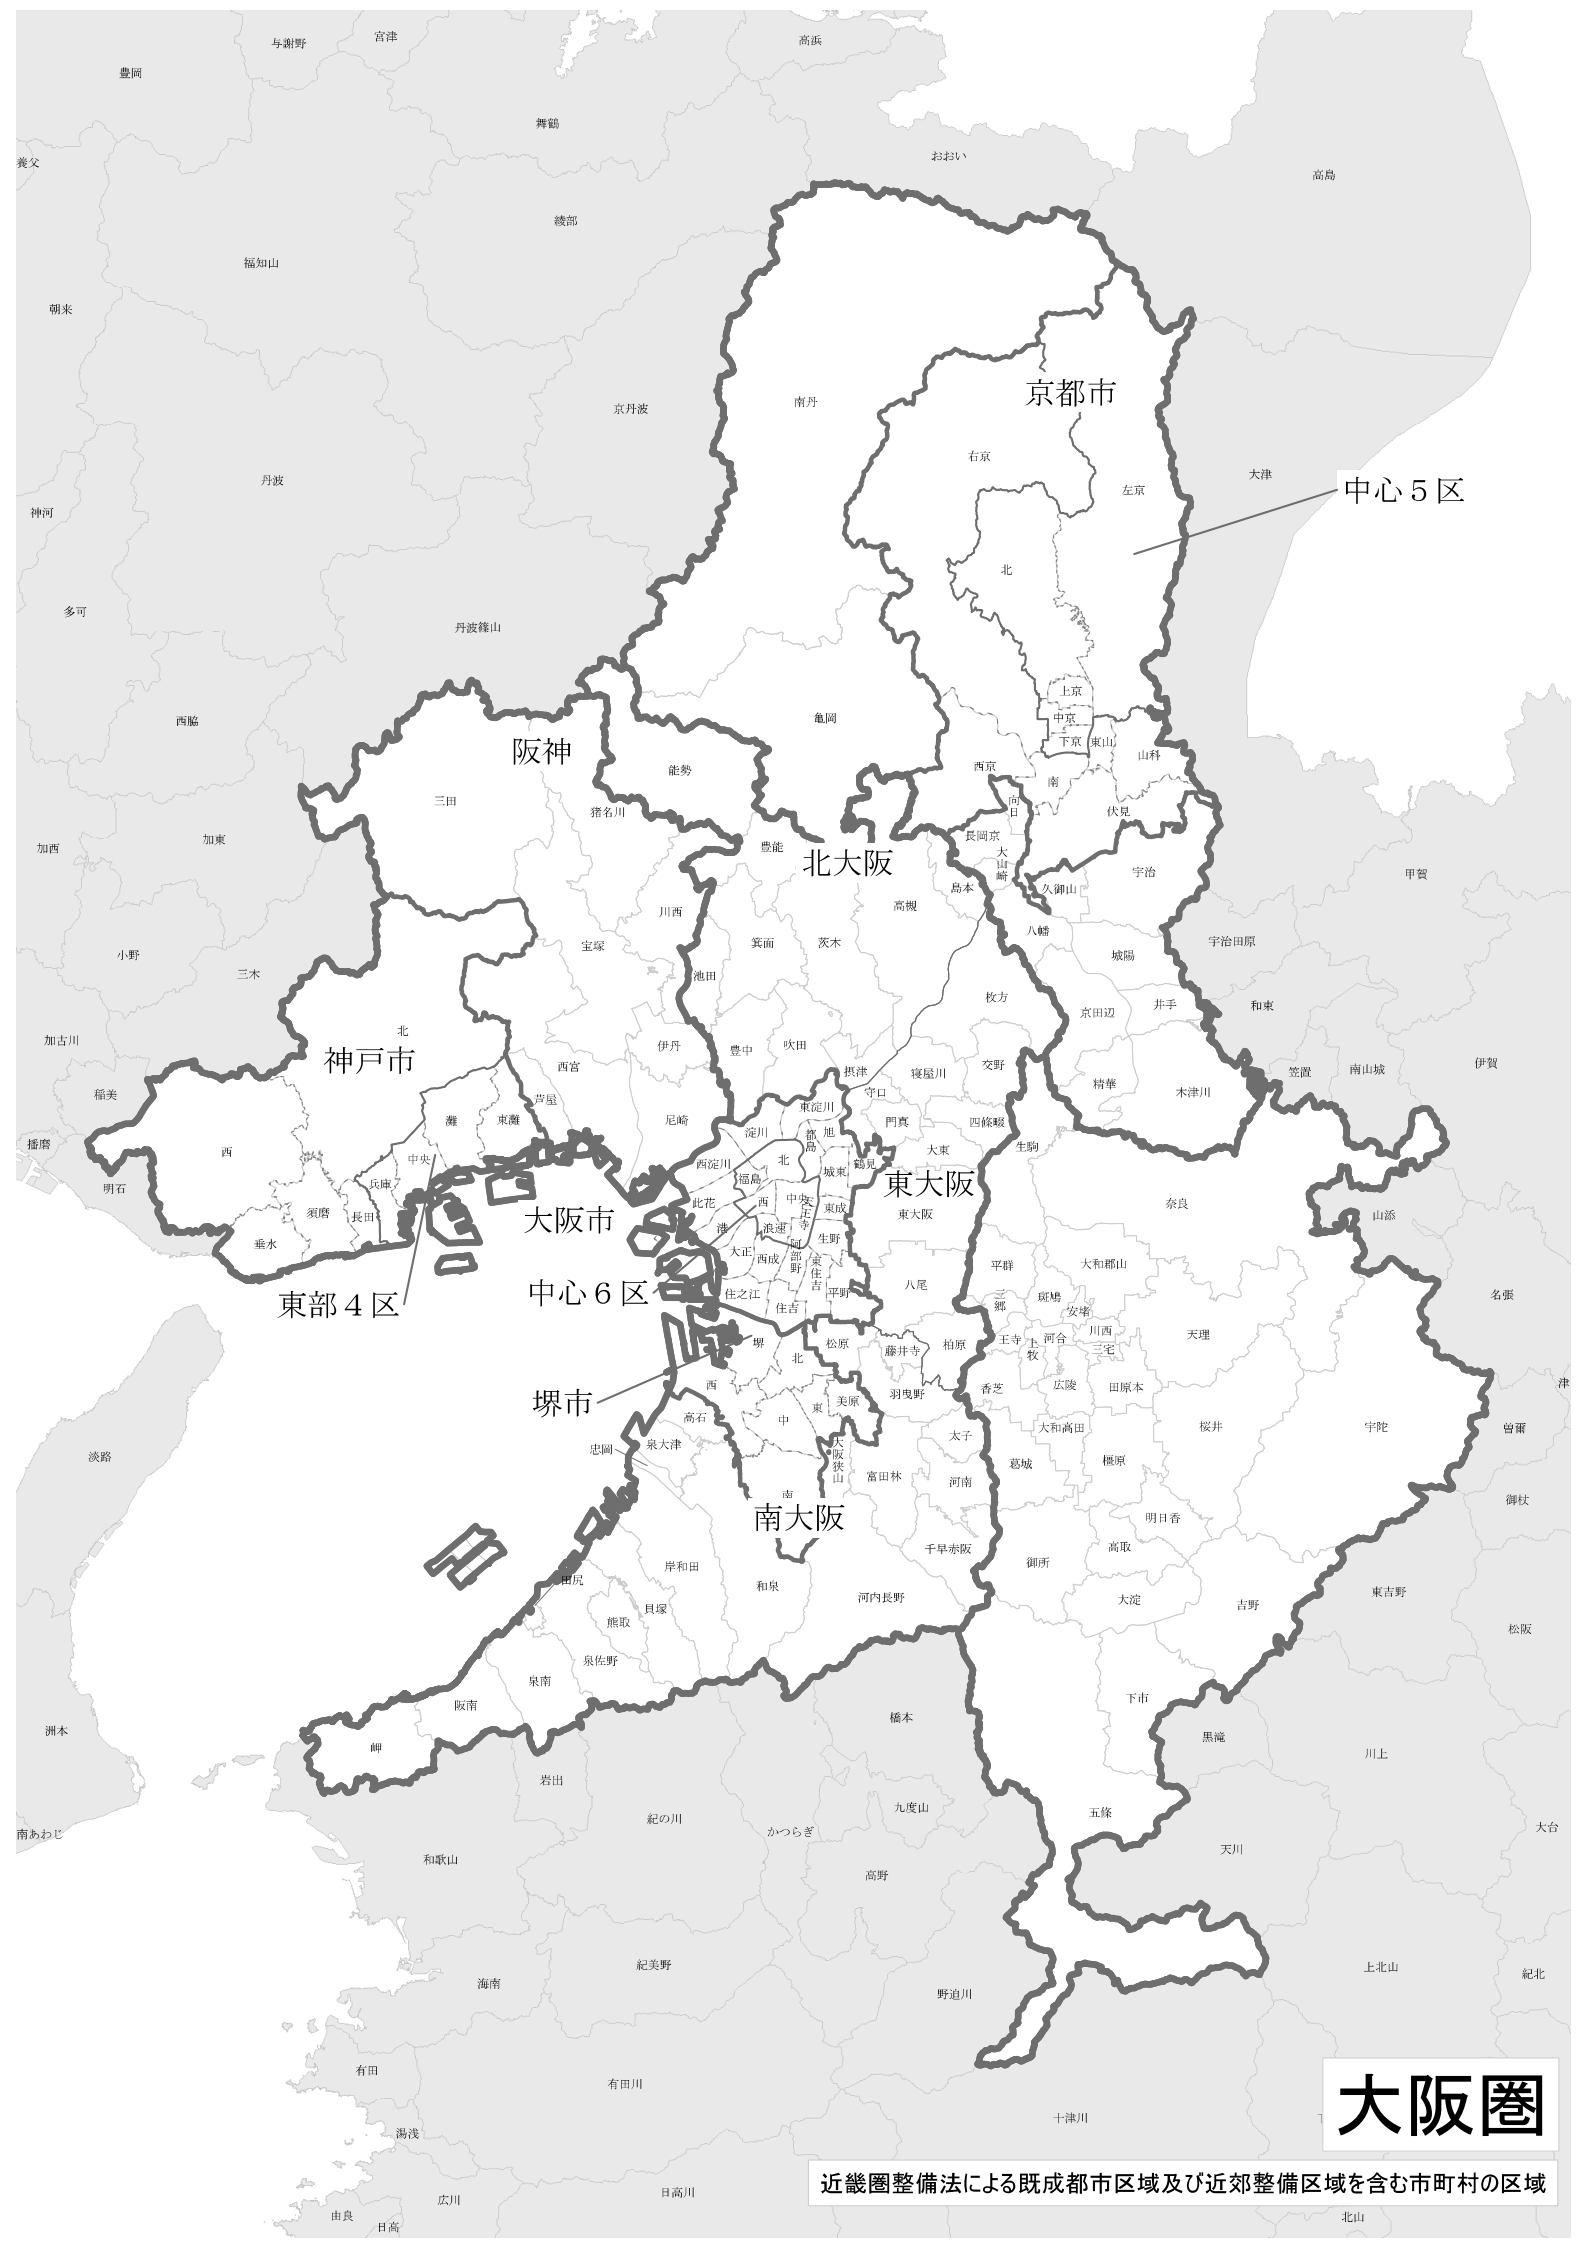 宮津
高浜
与謝野
豊岡
舞鶴
おおい
養父
高島
綾部
福知山
朝来
京都市
南丹
京丹波
右京
大津
丹波
左京
中心５区
神河
北
多可
丹波篠山
上京
中京
西脇
亀岡
下京
東山
阪神
山科
西京
能勢
南
三田
向日
猪名川
伏見
長岡京
加東
加西
豊能
北大阪
大山崎
宇治
甲賀
島本
久御山
高槻
川西
八幡
箕面
茨木
宇治田原
宝塚
小野
城陽
三木
池田
枚方
井手
和東
京田辺
北
加古川
伊丹
豊中
吹田
神戸市
西宮
交野
摂津
寝屋川
笠置
南山城
伊賀
精華
稲美
守口
木津川
芦屋
東淀川
灘
東灘
尼崎
門真
四條畷
淀川
都島
旭
播磨
西
生駒
大東
中央
北
西淀川
鶴見
城東
福島
兵庫
東大阪
明石
中央
西
此花
奈良
天王寺
東成
須磨
長田
大阪市
東大阪
山添
港
浪速
生野
垂水
大正
西成
阿部野
東住吉
平群
大和郡山
八尾
中心６区
住之江
平野
東部４区
三郷
斑鳩
名張
住吉
安堵
川西
天理
堺
松原
柏原
王寺
上牧
河合
三宅
藤井寺
北
西
広陵
田原本
香芝
津
羽曳野
堺市
美原
東
高石
中
大和高田
桜井
宇陀
曽爾
太子
泉大津
忠岡
大阪狭山
淡路
橿原
葛城
富田林
河南
御杖
南
南大阪
明日香
高取
千早赤阪
御所
岸和田
田尻
和泉
河内長野
大淀
吉野
東吉野
貝塚
熊取
松阪
泉佐野
泉南
下市
阪南
橋本
洲本
黒滝
岬
川上
岩出
九度山
五條
紀の川
大台
かつらぎ
南あわじ
天川
和歌山
高野
紀美野
上北山
紀北
海南
野迫川
有田
有田川
十津川
下
大阪圏
湯浅
近畿圏整備法による既成都市区域及び近郊整備区域を含む市町村の区域
日高川
広川
由良
北山
日高